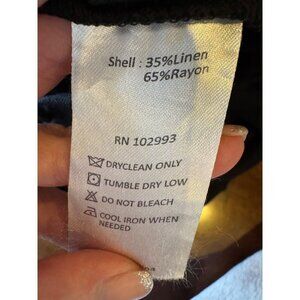 Shell : 35%Linen
65%Rayon
RN 102993
DRYCLEAN ONLY
TUMBLE DRY LOW
DO NOT BLEACH
COOL IRON WHEN
NEEDED